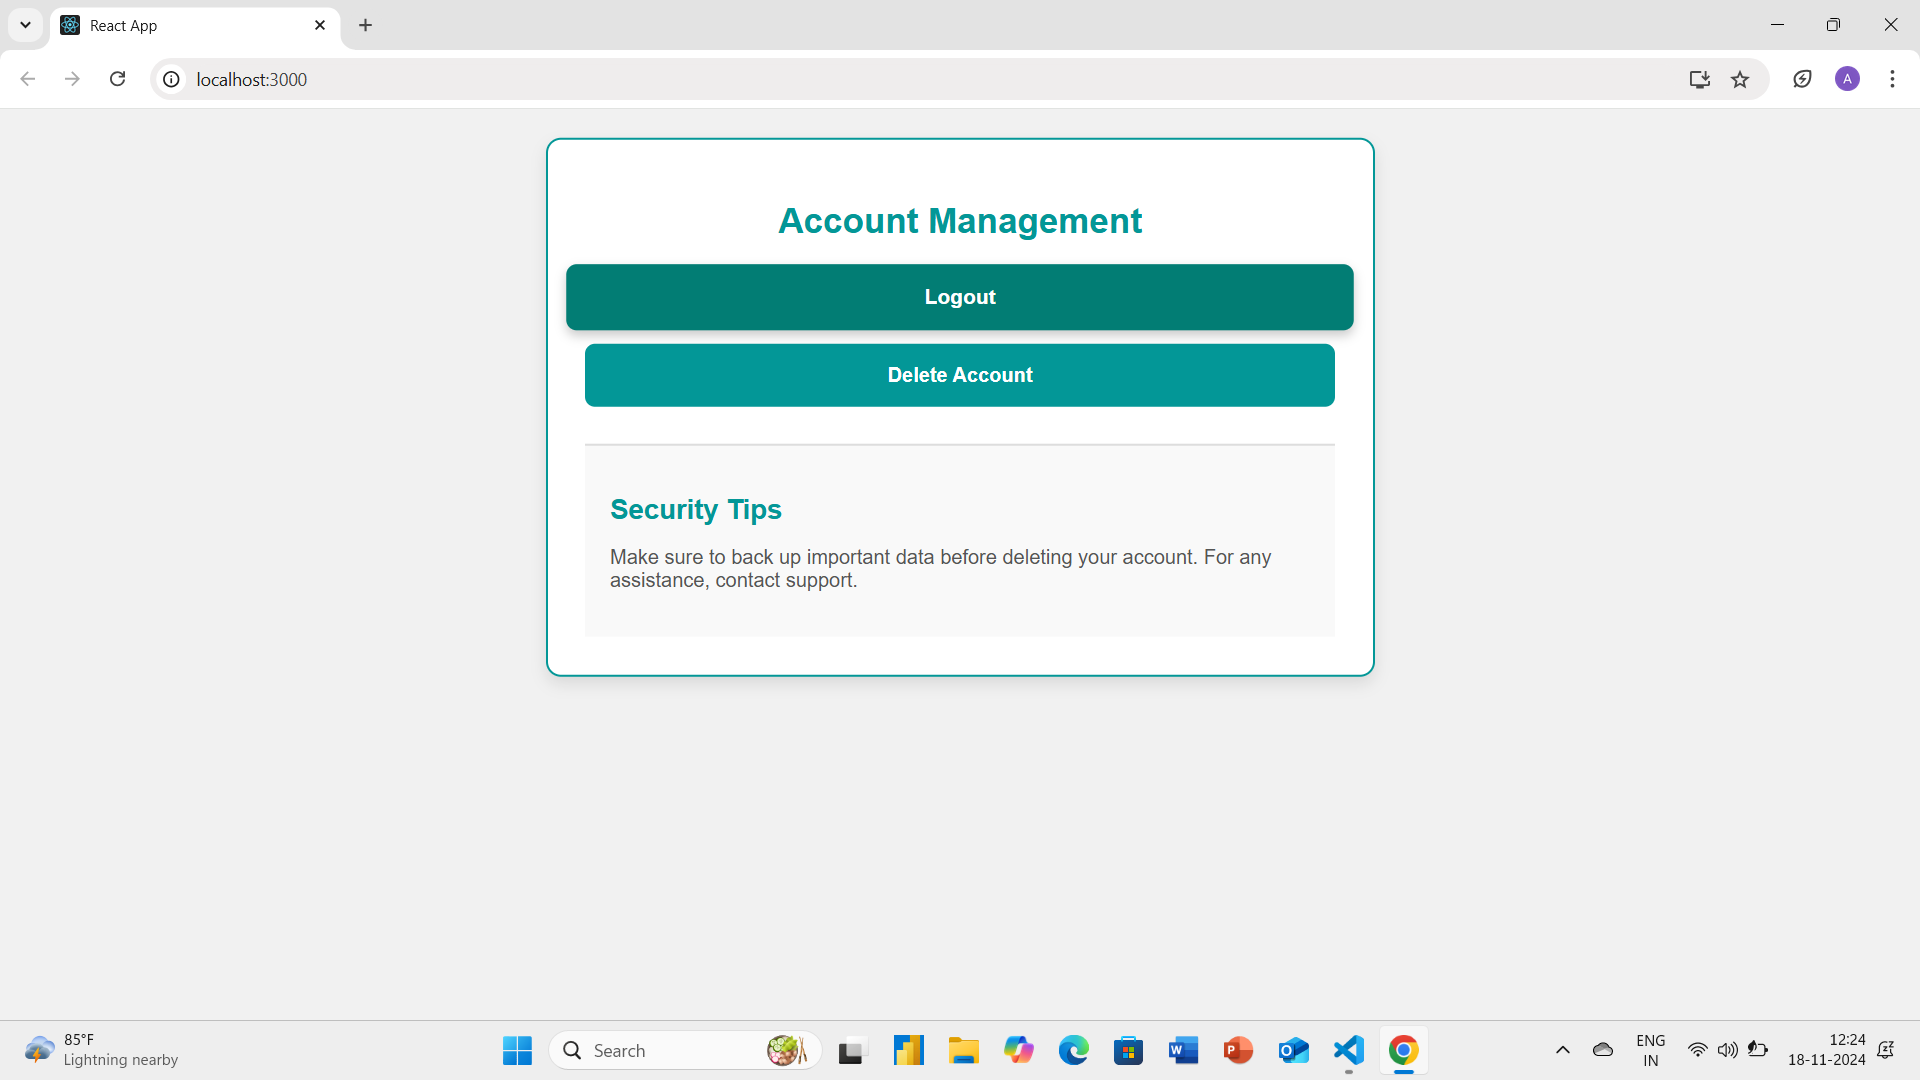 React App
localhost:3000
A
Account Management
Logout
Delete Account
Security Tips
Make sure to back up important data before deleting your account. For any
assistance, contact support.
85°F
Lightning nearby
Search
ENG
IN
12:24
18-11-2024